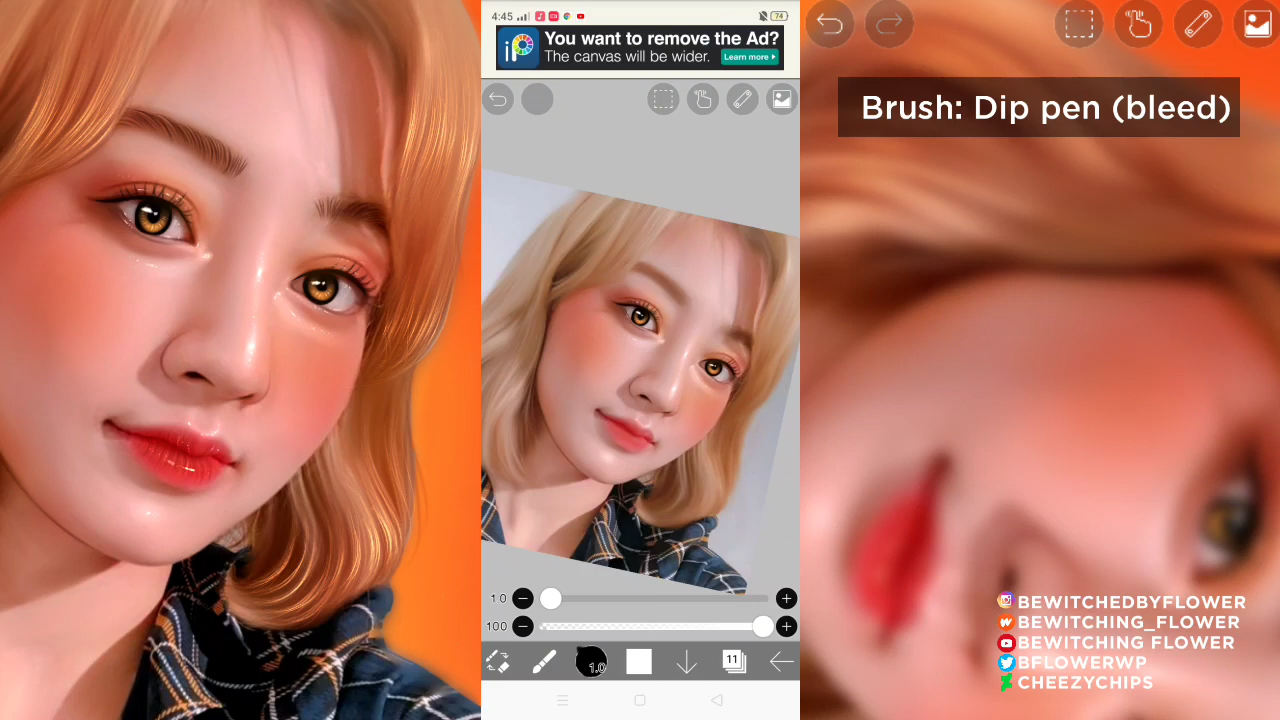 4:45
74
iP
You want to remove the Ad?
The canvas will be wider.
Learn more
1.0
100
1.0
11
Brush: Dip pen (bleed)
BEWITCHEDBYFLOWER
BEWITCHING_FLOWER
BEWITCHING FLOWER
BFLOWERWP
CHEEZYCHIPS